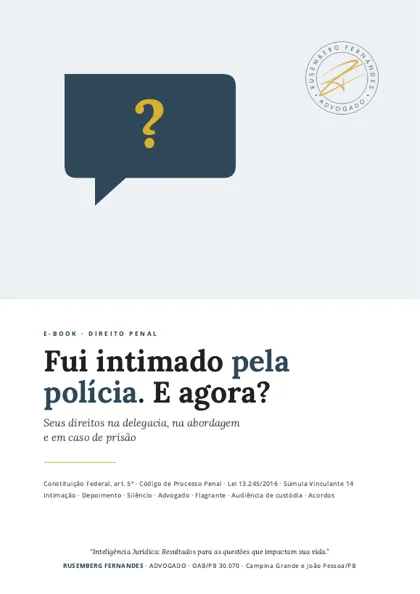 ?
RUSEMBERG FERNANDES
• ADVOGADO •
E-BOOK · DIREITO PENAL
Fui intimado pela
polícia. E agora?
Seus direitos na delegacia, na abordagem
e em caso de prisão
Constituição Federal, art. 5º · Código de Processo Penal · Lei 13.245/2016 · Súmula Vinculante 14
Intimação · Depoimento · Silêncio · Advogado · Flagrante · Audiência de custódia · Acordos
"Inteligência Jurídica: Resultados para as questões que impactam sua vida."
RUSEMBERG FERNANDES · ADVOGADO · OAB/PB 30.070 · Campina Grande e João Pessoa/PB